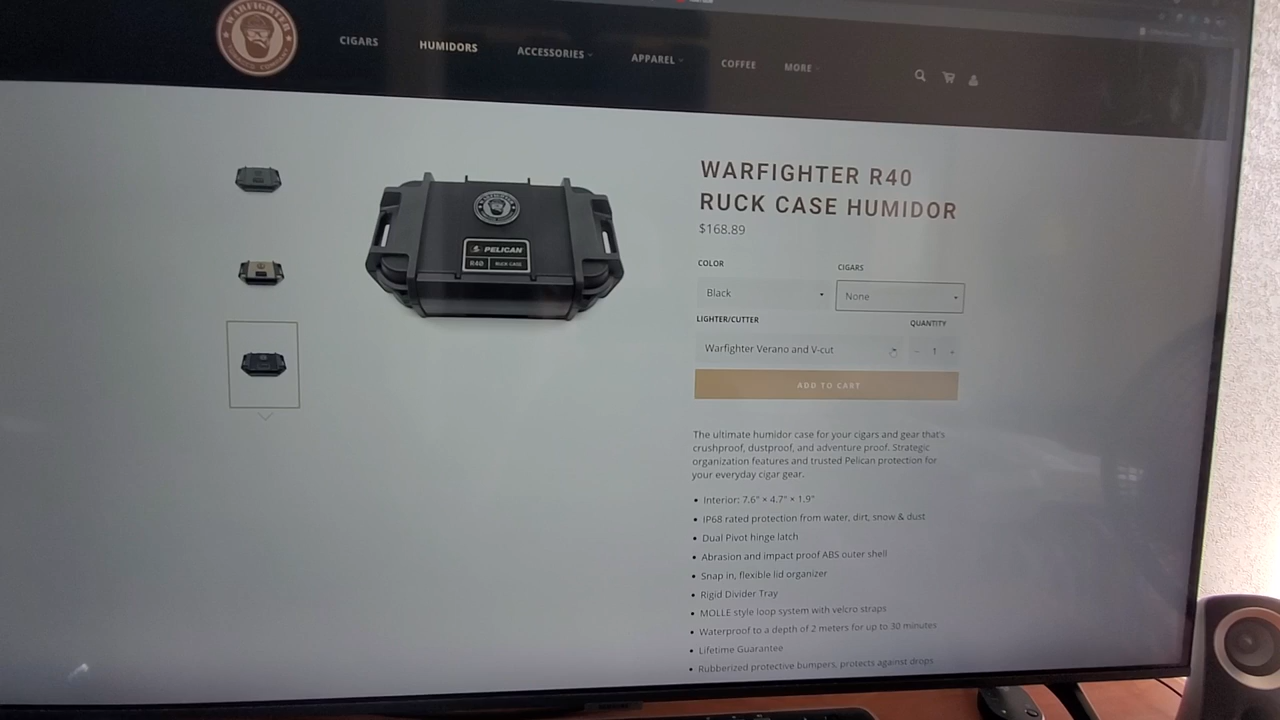 WARFIGHTER
CIGARS
HUMIDORS
ACCESSORIES
APPAREL
COFFEE
MORE
WARFIGHTER R40
RUCK CASE HUMIDOR
$168.89
COLOR
CIGARS
Black
None
LIGHTER/CUTTER
QUANTITY
Warfighter Verano and V-cut
− 1 +
ADD TO CART
PELICAN
R40 RUCK CASE
The ultimate humidor case for your cigars and gear that's
crushproof, dustproof, and adventure proof. Strategic
organization features and trusted Pelican protection for
your everyday cigar gear.
• Interior: 7.6" × 4.7" × 1.9"
• IP68 rated protection from water, dirt, snow & dust
• Dual Pivot hinge latch
• Abrasion and impact proof ABS outer shell
• Snap in, flexible lid organizer
• Rigid Divider Tray
• MOLLE style loop system with velcro straps
• Waterproof to a depth of 2 meters for up to 30 minutes
• Lifetime Guarantee
• Rubberized protective bumpers, protects against drops